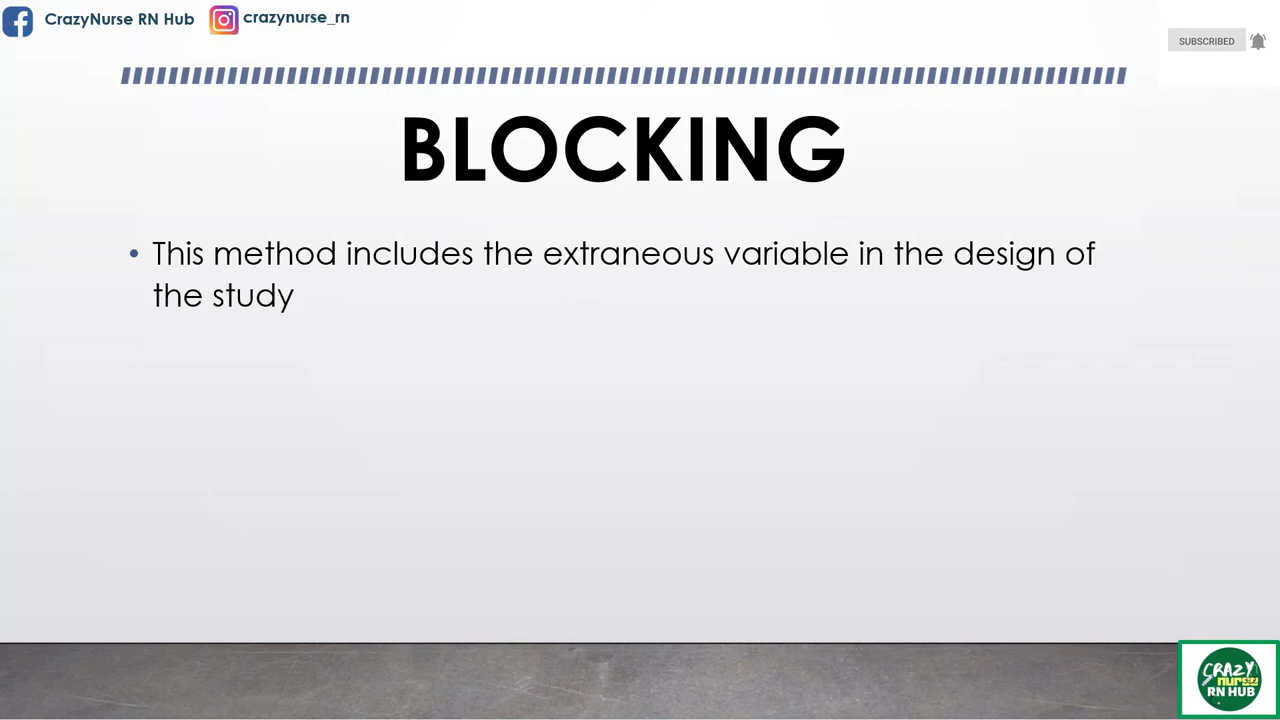 CrazyNurse RN Hub crazynurse_rn
SUBSCRIBED
BLOCKING
• This method includes the extraneous variable in the design of
the study
CRAZY
nurse
RN HUB